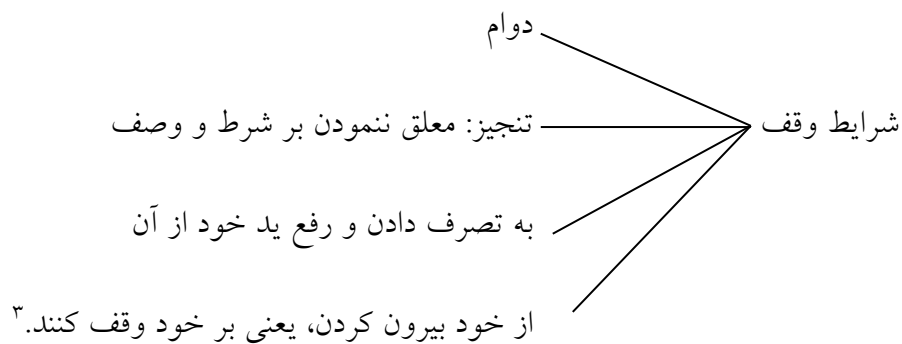 دوام
شرایط وقف
تنجیز: معلق ننمودن بر شرط و وصف
به تصرف دادن و رفع ید خود از آن
از خود بیرون کردن، یعنی بر خود وقف کنند.۳